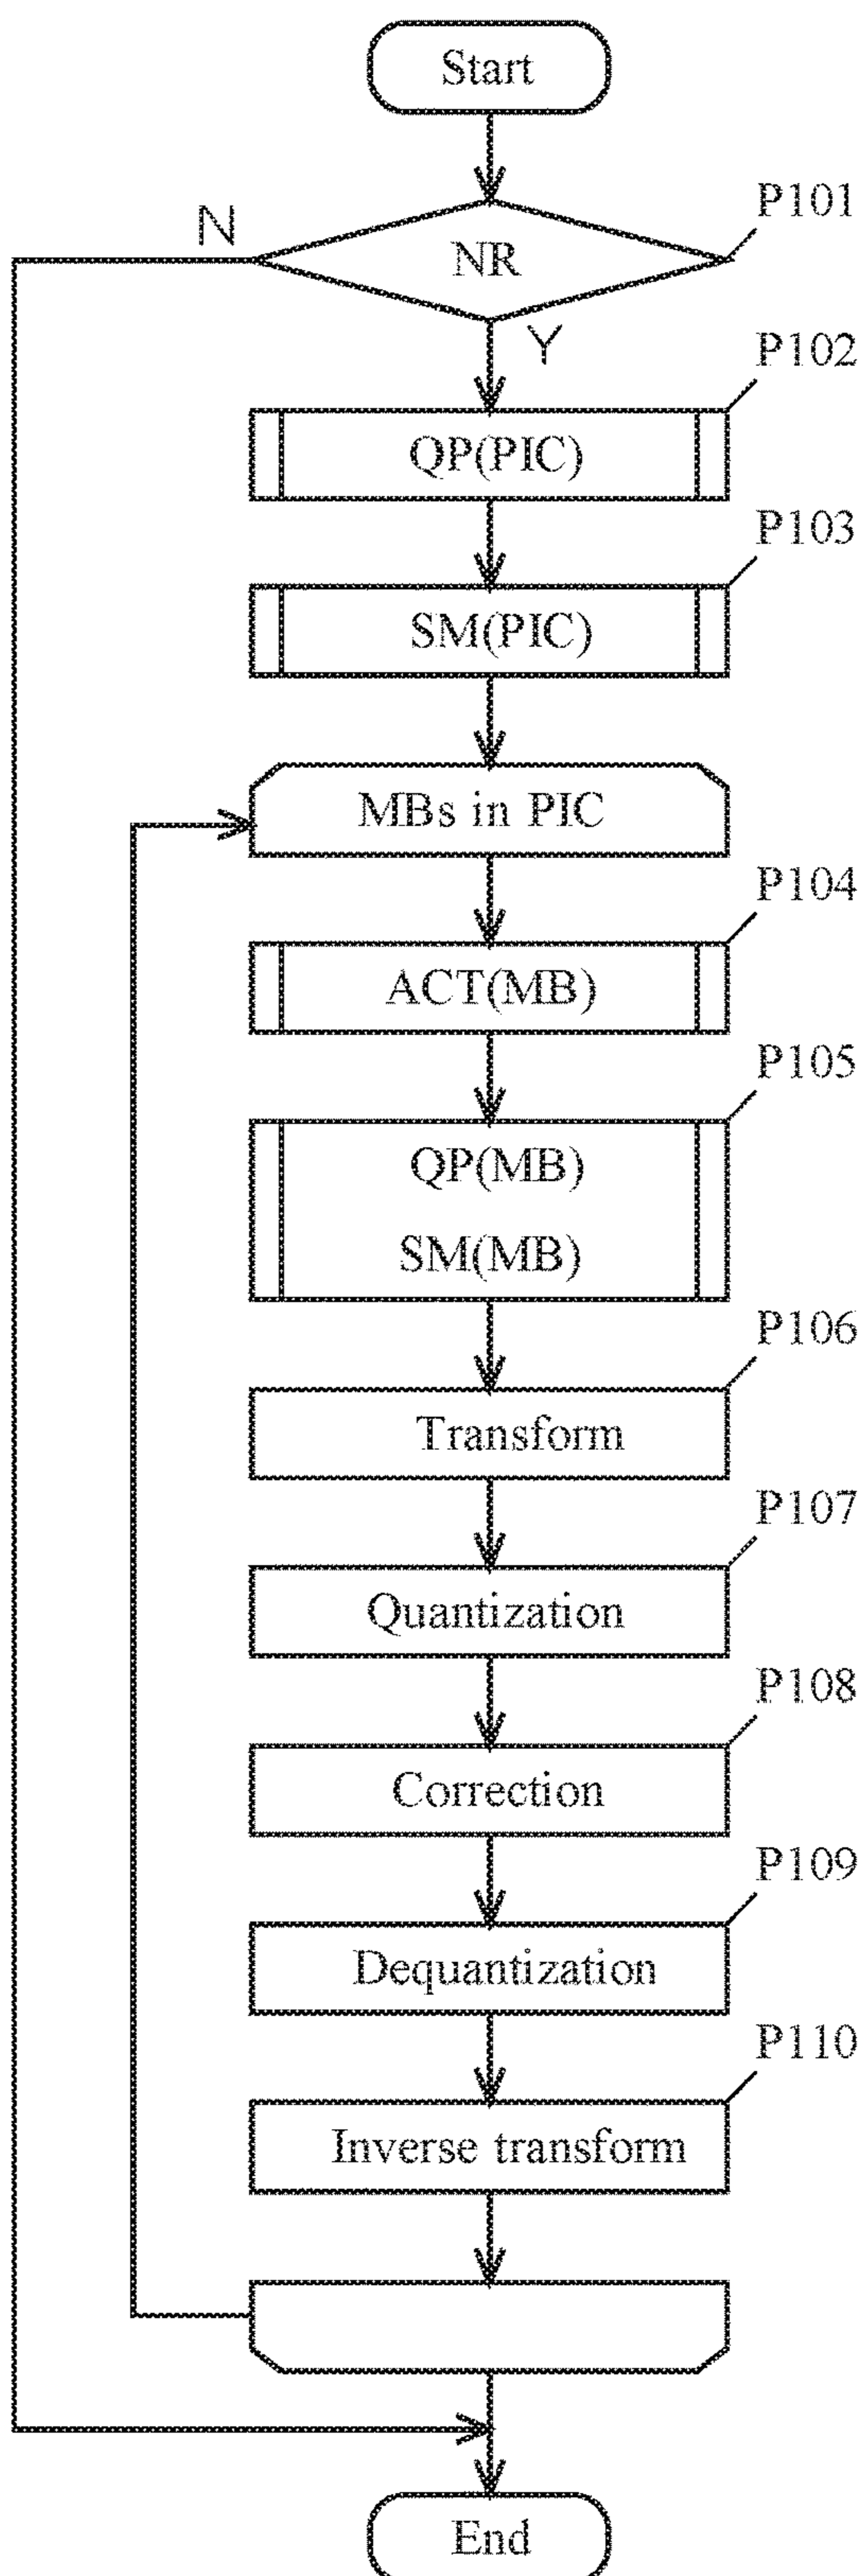 Start
P101
N
NR
Y
P102
QP(PIC)
P103
SM(PIC)
MBs in PIC
P104
ACT(MB)
P105
QP(MB)
SM(MB)
P106
Transform
P107
Quantization
P108
Correction
P109
Dequantization
P110
Inverse transform
End